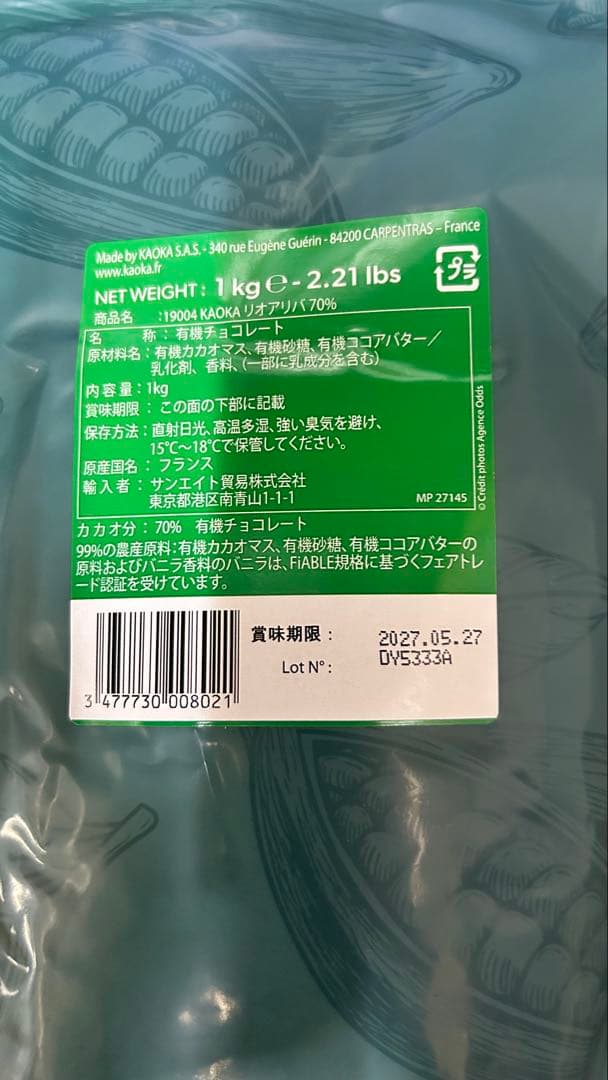 Made by KAOKA S.A.S. - 340 rue Eugène Guérin - 84200 CARPENTRAS – France
www.kaoka.fr
NET WEIGHT : 1 kg ℮ - 2.21 lbs
プラ
商品名 :19004 KAOKA リオアリバ 70%
名 称 : 有機チョコレート
原材料名 : 有機カカオマス、有機砂糖、有機ココアバター／
乳化剤、香料、(一部に乳成分を含む)
内容量 : 1kg
賞味期限 : この面の下部に記載
保存方法 : 直射日光、高温多湿、強い臭気を避け、
15℃〜18℃で保管してください。
原産国名 : フランス
輸入者 : サンエイト貿易株式会社
東京都港区南青山1-1-1
MP 27145
© Crédit photos Agence Odds
カカオ分 : 70% 有機チョコレート
99%の農産原料:有機カカオマス、有機砂糖、有機ココアバターの
原料およびバニラ香料のバニラは、FiABLE規格に基づくフェアトレ
ード認証を受けています。
賞味期限 : 2027.05.27
Lot N° : DY5333A
3 477730 008021